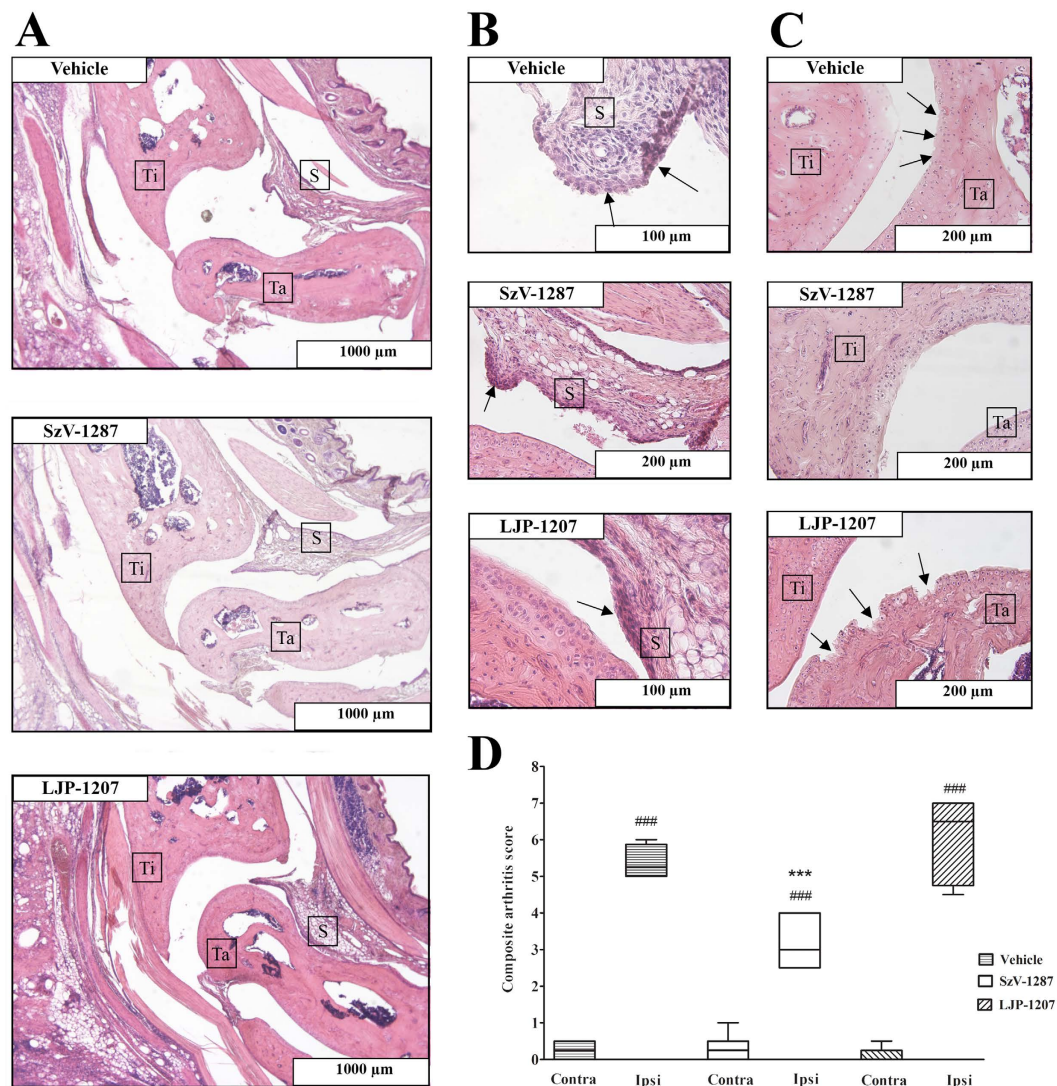 A
Vehicle
Ti
S
Ta
1000 µm
SzV-1287
S
Ti
Ta
1000 µm
LJP-1207
Ti
S
Ta
1000 µm
B
Vehicle
S
100 µm
SzV-1287
S
200 µm
LJP-1207
S
100 µm
C
Vehicle
Ti
Ta
200 µm
SzV-1287
Ti
Ta
200 µm
LJP-1207
Ti
Ta
200 µm
D
Composite arthritis score
8
7
6
5
4
3
2
1
0
###
***
###
###
Vehicle
SzV-1287
LJP-1207
Contra Ipsi Contra Ipsi Contra Ipsi